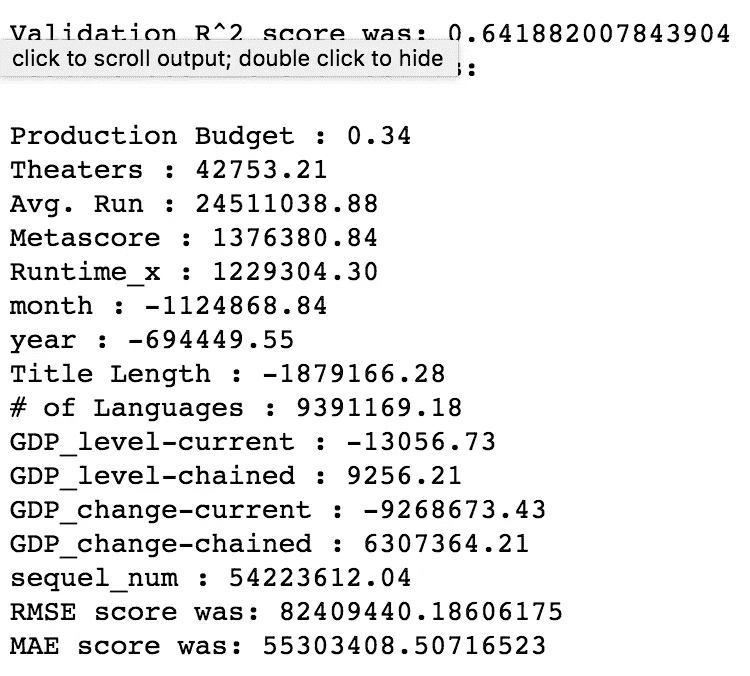 Validation R^2 score was: 0.641882007843904
click to scroll output; double click to hide
s:
Production Budget : 0.34
Theaters : 42753.21
Avg. Run : 24511038.88
Metascore : 1376380.84
Runtime_x : 1229304.30
month : -1124868.84
year : -694449.55
Title Length : -1879166.28
# of Languages : 9391169.18
GDP_level-current : -13056.73
GDP_level-chained : 9256.21
GDP_change-current : -9268673.43
GDP_change-chained : 6307364.21
sequel_num : 54223612.04
RMSE score was: 82409440.18606175
MAE score was: 55303408.50716523